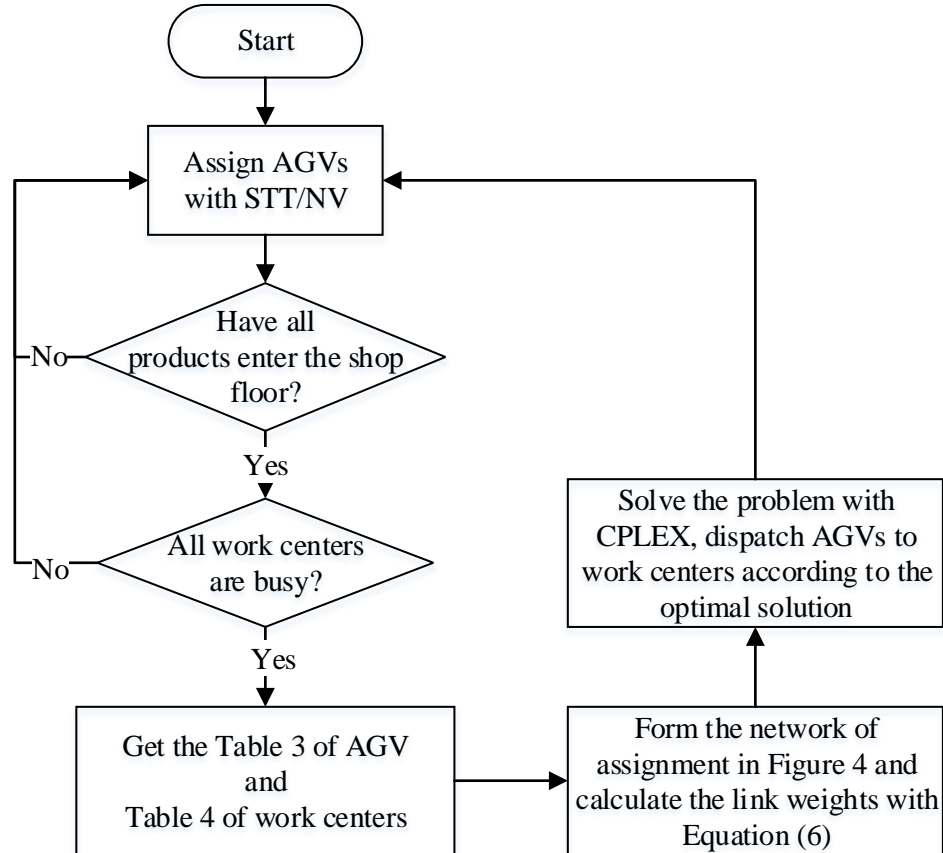 Start
Assign AGVs
with STT/NV
Have all
products enter the shop
floor?
No
Yes
All work centers
are busy?
No
Yes
Get the Table 3 of AGV
and
Table 4 of work centers
Form the network of
assignment in Figure 4 and
calculate the link weights with
Equation (6)
Solve the problem with
CPLEX, dispatch AGVs to
work centers according to the
optimal solution